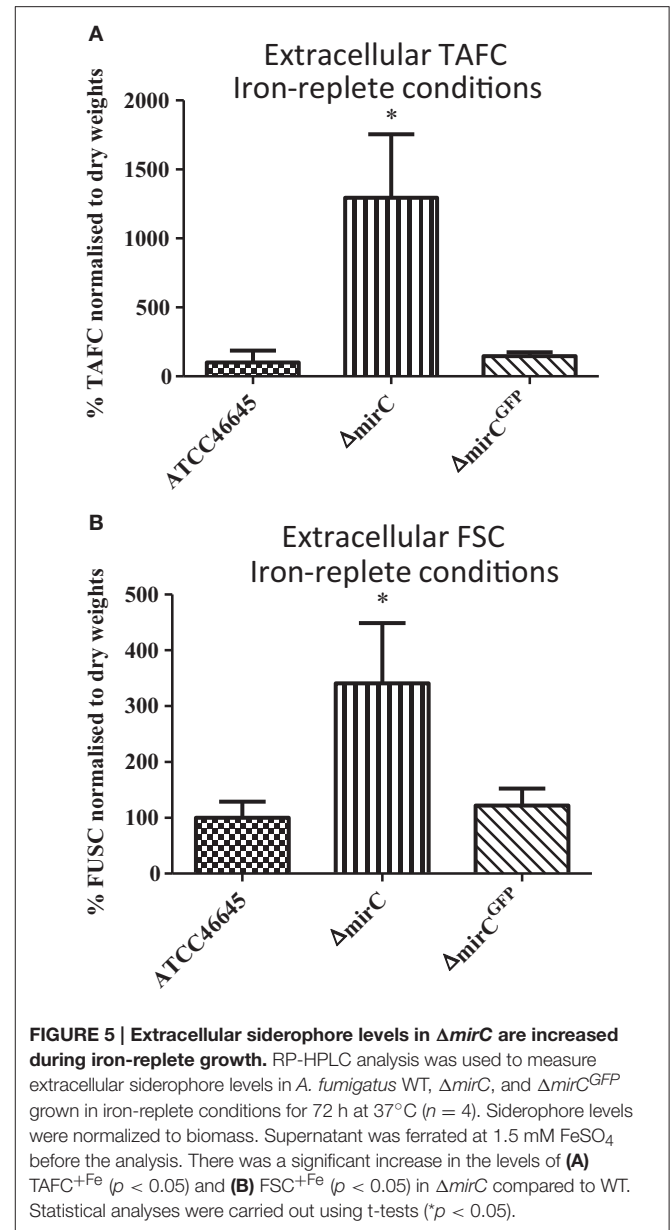 A
Extracellular TAFC
Iron-replete conditions
% TAFC normalised to dry weights
2000
1500
1000
500
0
*
ATCC46645
ΔmirC
ΔmirC^GFP
B
Extracellular FSC
Iron-replete conditions
% FUSC normalised to dry weights
500
400
300
200
100
0
*
ATCC46645
ΔmirC
ΔmirC^GFP
FIGURE 5 | Extracellular siderophore levels in ΔmirC are increased
during iron-replete growth. RP-HPLC analysis was used to measure
extracellular siderophore levels in A. fumigatus WT, ΔmirC, and ΔmirC^GFP
grown in iron-replete conditions for 72 h at 37°C (n = 4). Siderophore levels
were normalized to biomass. Supernatant was ferrated at 1.5 mM FeSO₄
before the analysis. There was a significant increase in the levels of (A)
TAFC⁺Fe (p < 0.05) and (B) FSC⁺Fe (p < 0.05) in ΔmirC compared to WT.
Statistical analyses were carried out using t-tests (*p < 0.05).